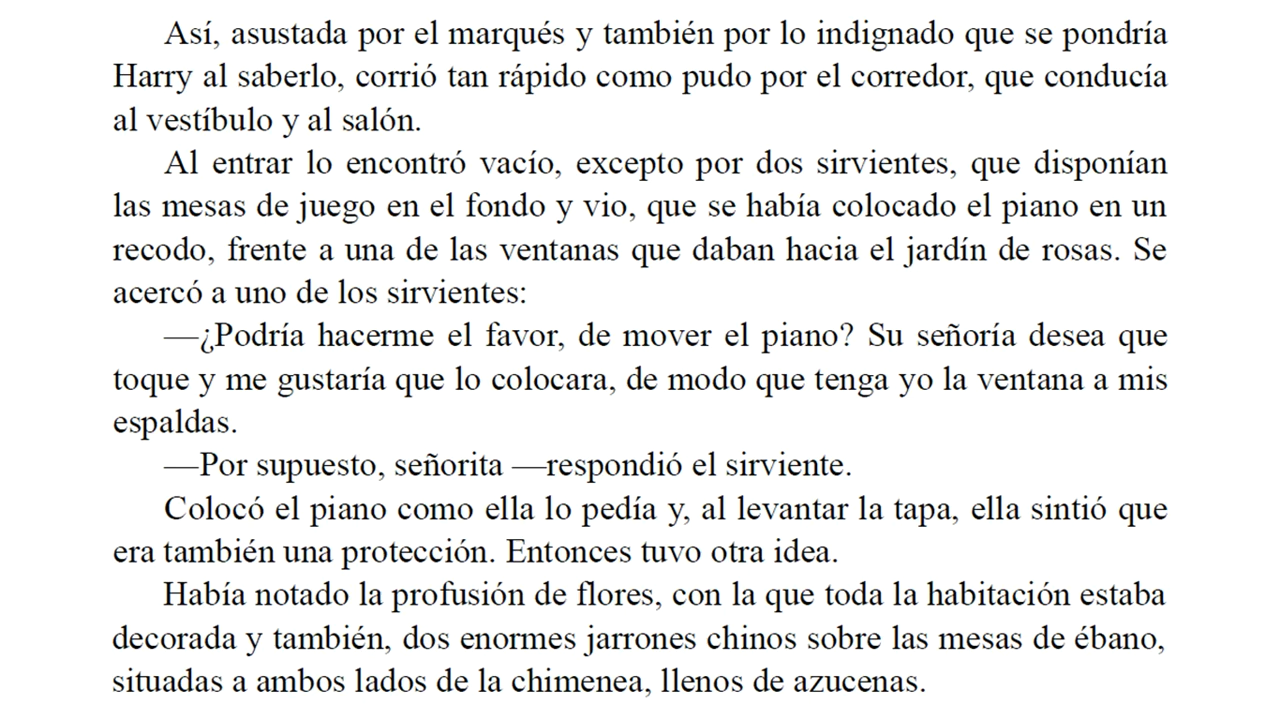 Así, asustada por el marqués y también por lo indignado que se pondría
Harry al saberlo, corrió tan rápido como pudo por el corredor, que conducía
al vestíbulo y al salón.
Al entrar lo encontró vacío, excepto por dos sirvientes, que disponían
las mesas de juego en el fondo y vio, que se había colocado el piano en un
recodo, frente a una de las ventanas que daban hacia el jardín de rosas. Se
acercó a uno de los sirvientes:
—¿Podría hacerme el favor, de mover el piano? Su señoría desea que
toque y me gustaría que lo colocara, de modo que tenga yo la ventana a mis
espaldas.
—Por supuesto, señorita —respondió el sirviente.
Colocó el piano como ella lo pedía y, al levantar la tapa, ella sintió que
era también una protección. Entonces tuvo otra idea.
Había notado la profusión de flores, con la que toda la habitación estaba
decorada y también, dos enormes jarrones chinos sobre las mesas de ébano,
situadas a ambos lados de la chimenea, llenos de azucenas.